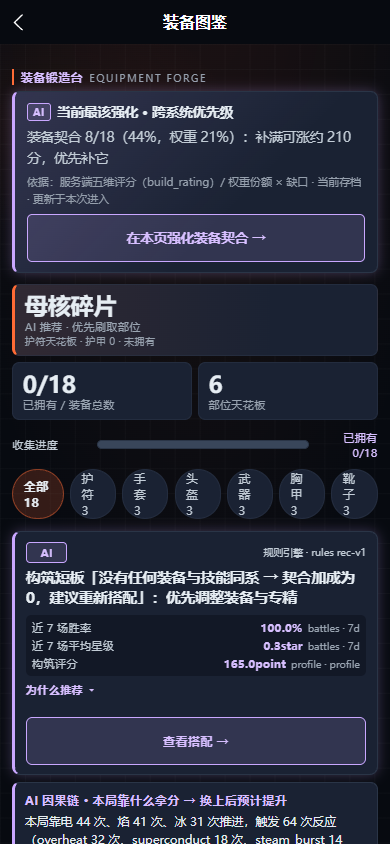 装备图鉴
装备锻造台 EQUIPMENT FORGE
AI 当前最该强化 • 跨系统优先级
装备契合 8/18（44%，权重 21%）：补满可涨约 210
分，优先补它
依据：服务端五维评分（build_rating）/ 权重份额 × 缺口 · 当前存档
· 更新于本次进入
在本页强化装备契合 →
母核碎片
AI 推荐 · 优先刷取部位
护符天花板 · 护甲 0 · 未拥有
0/18
已拥有 / 装备总数
6
部位天花板
收集进度
已拥有
0/18
全部
18
护
符
3
手
套
3
头
盔
3
武
器
3
胸
甲
3
靴
子
3
AI
规则引擎 · rules rec-v1
构筑短板「没有任何装备与技能同系 → 契合加成为
0，建议重新搭配」：优先调整装备与专精
近 7 场胜率 100.0% battles · 7d
近 7 场平均星级 0.3star battles · 7d
构筑评分 165.0point profile · profile
为什么推荐
查看搭配 →
AI 因果链 • 本局靠什么拿分 → 换上后预计提升
本局靠电 44 次、焰 41 次、冰 31 次推进，触发 64 次反应
（overheat 32 次、superconduct 18 次、steam_burst 14